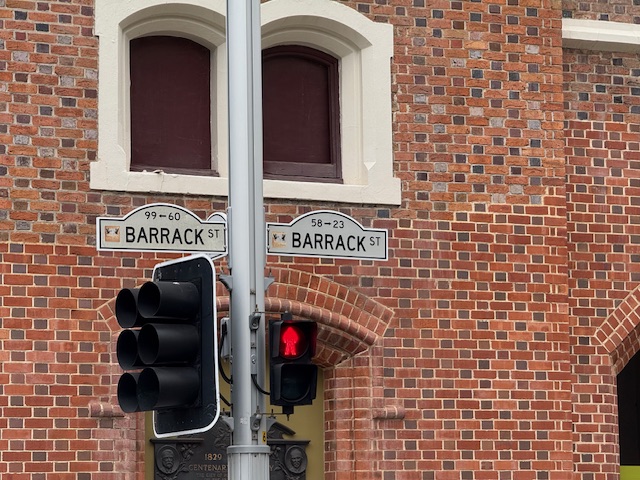 99←60
BARRACK ST
58→23
BARRACK ST
1829
CENTENARY